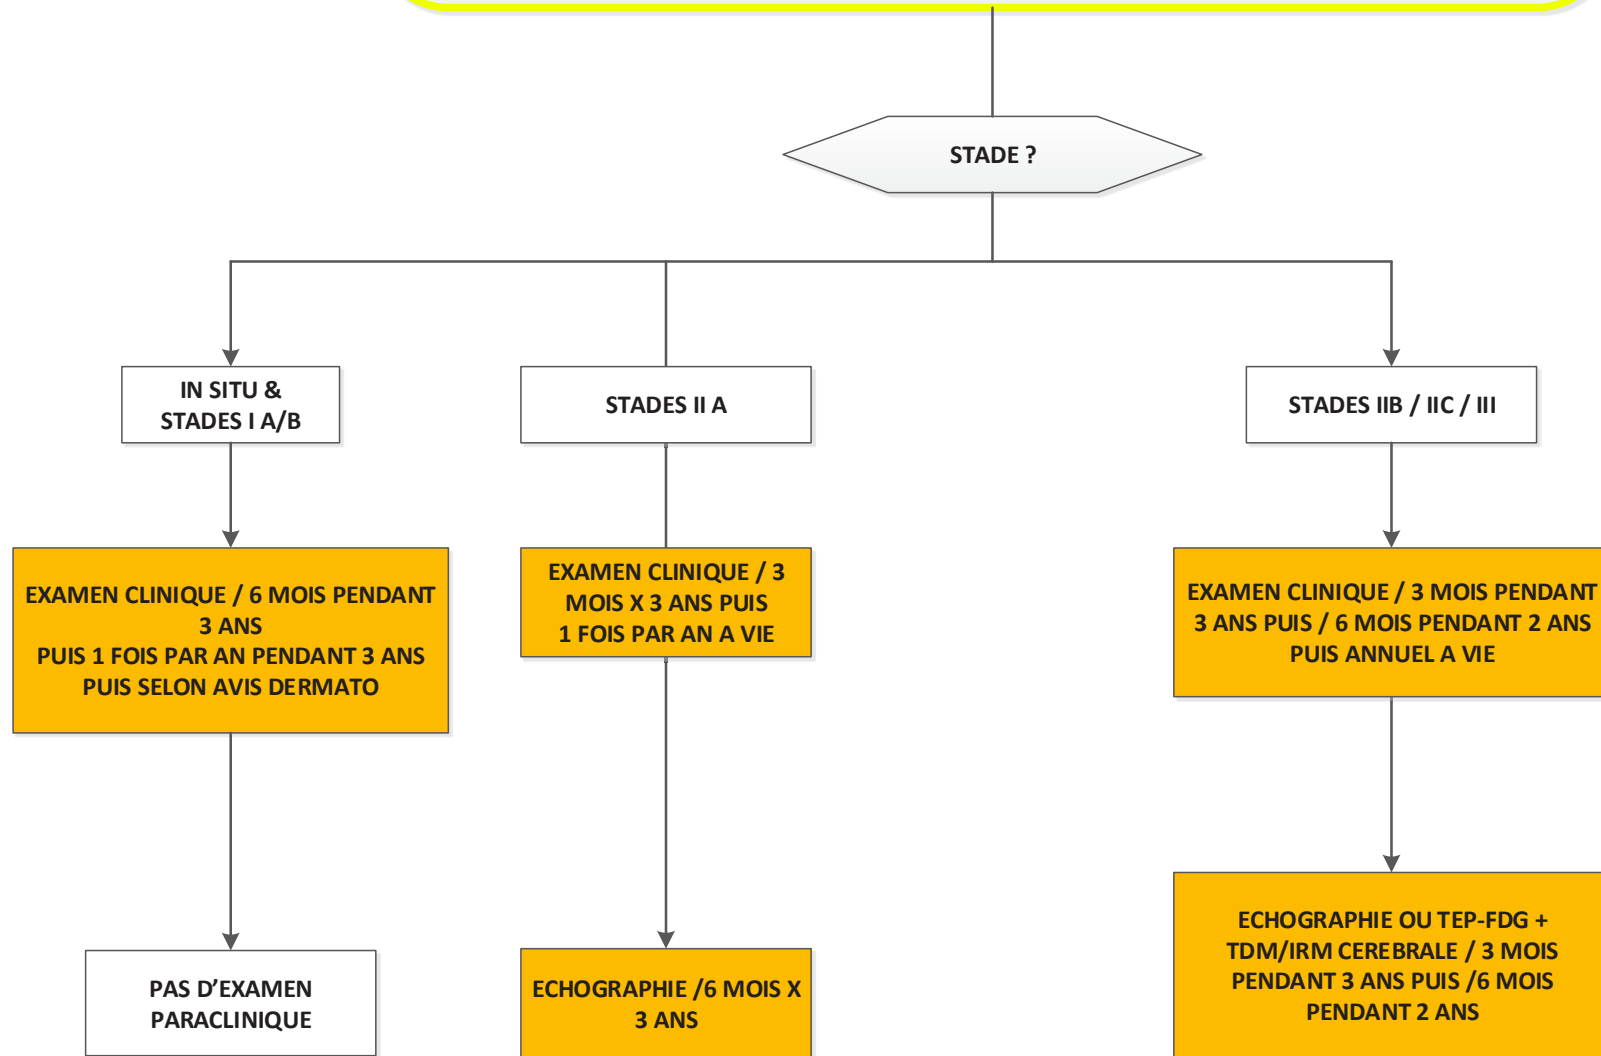 STADE ?
IN SITU &
STADES I A/B
STADES II A
STADES IIB / IIC / III
EXAMEN CLINIQUE / 6 MOIS PENDANT
3 ANS
PUIS 1 FOIS PAR AN PENDANT 3 ANS
PUIS SELON AVIS DERMATO
EXAMEN CLINIQUE / 3
MOIS X 3 ANS PUIS
1 FOIS PAR AN A VIE
EXAMEN CLINIQUE / 3 MOIS PENDANT
3 ANS PUIS / 6 MOIS PENDANT 2 ANS
PUIS ANNUEL A VIE
PAS D’EXAMEN
PARACLINIQUE
ECHOGRAPHIE /6 MOIS X
3 ANS
ECHOGRAPHIE OU TEP-FDG +
TDM/IRM CEREBRALE / 3 MOIS
PENDANT 3 ANS PUIS /6 MOIS
PENDANT 2 ANS